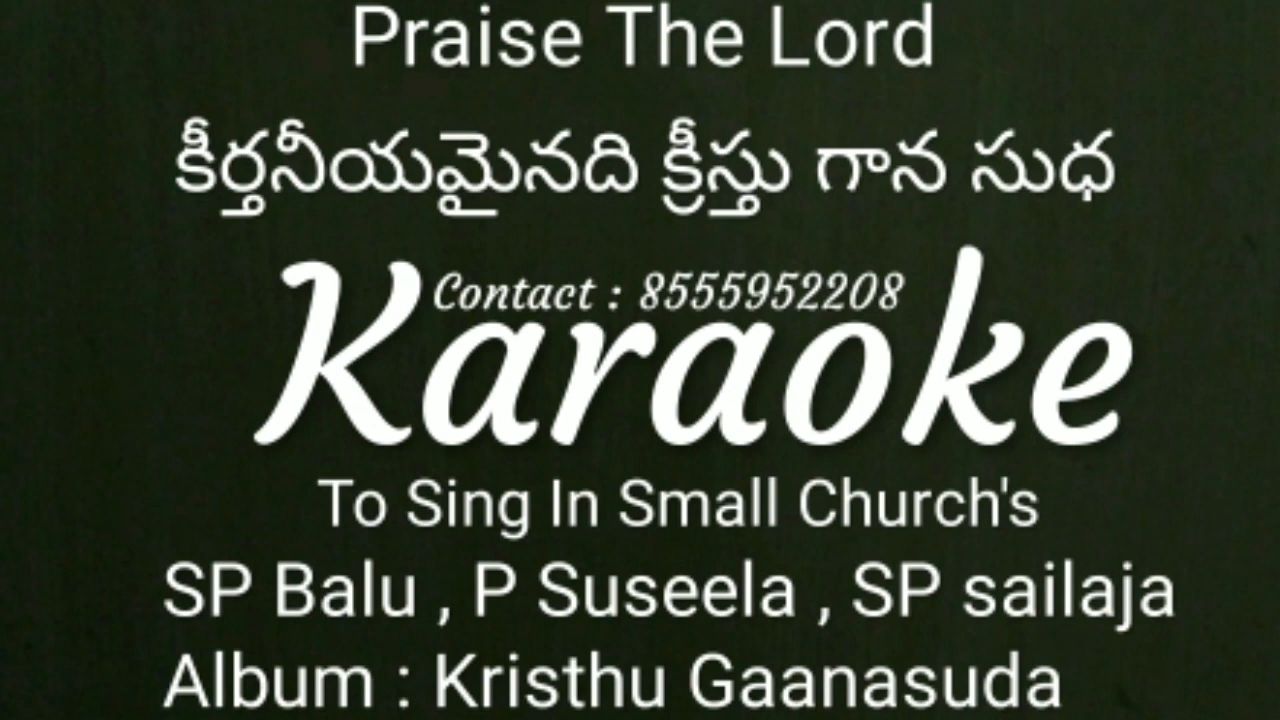 Praise The Lord
కీర్తనీయమైనది క్రీస్తు గాన సుధ
Contact : 8555952208
Karaoke
To Sing In Small Church's
SP Balu , P Suseela , SP sailaja
Album : Kristhu Gaanasuda